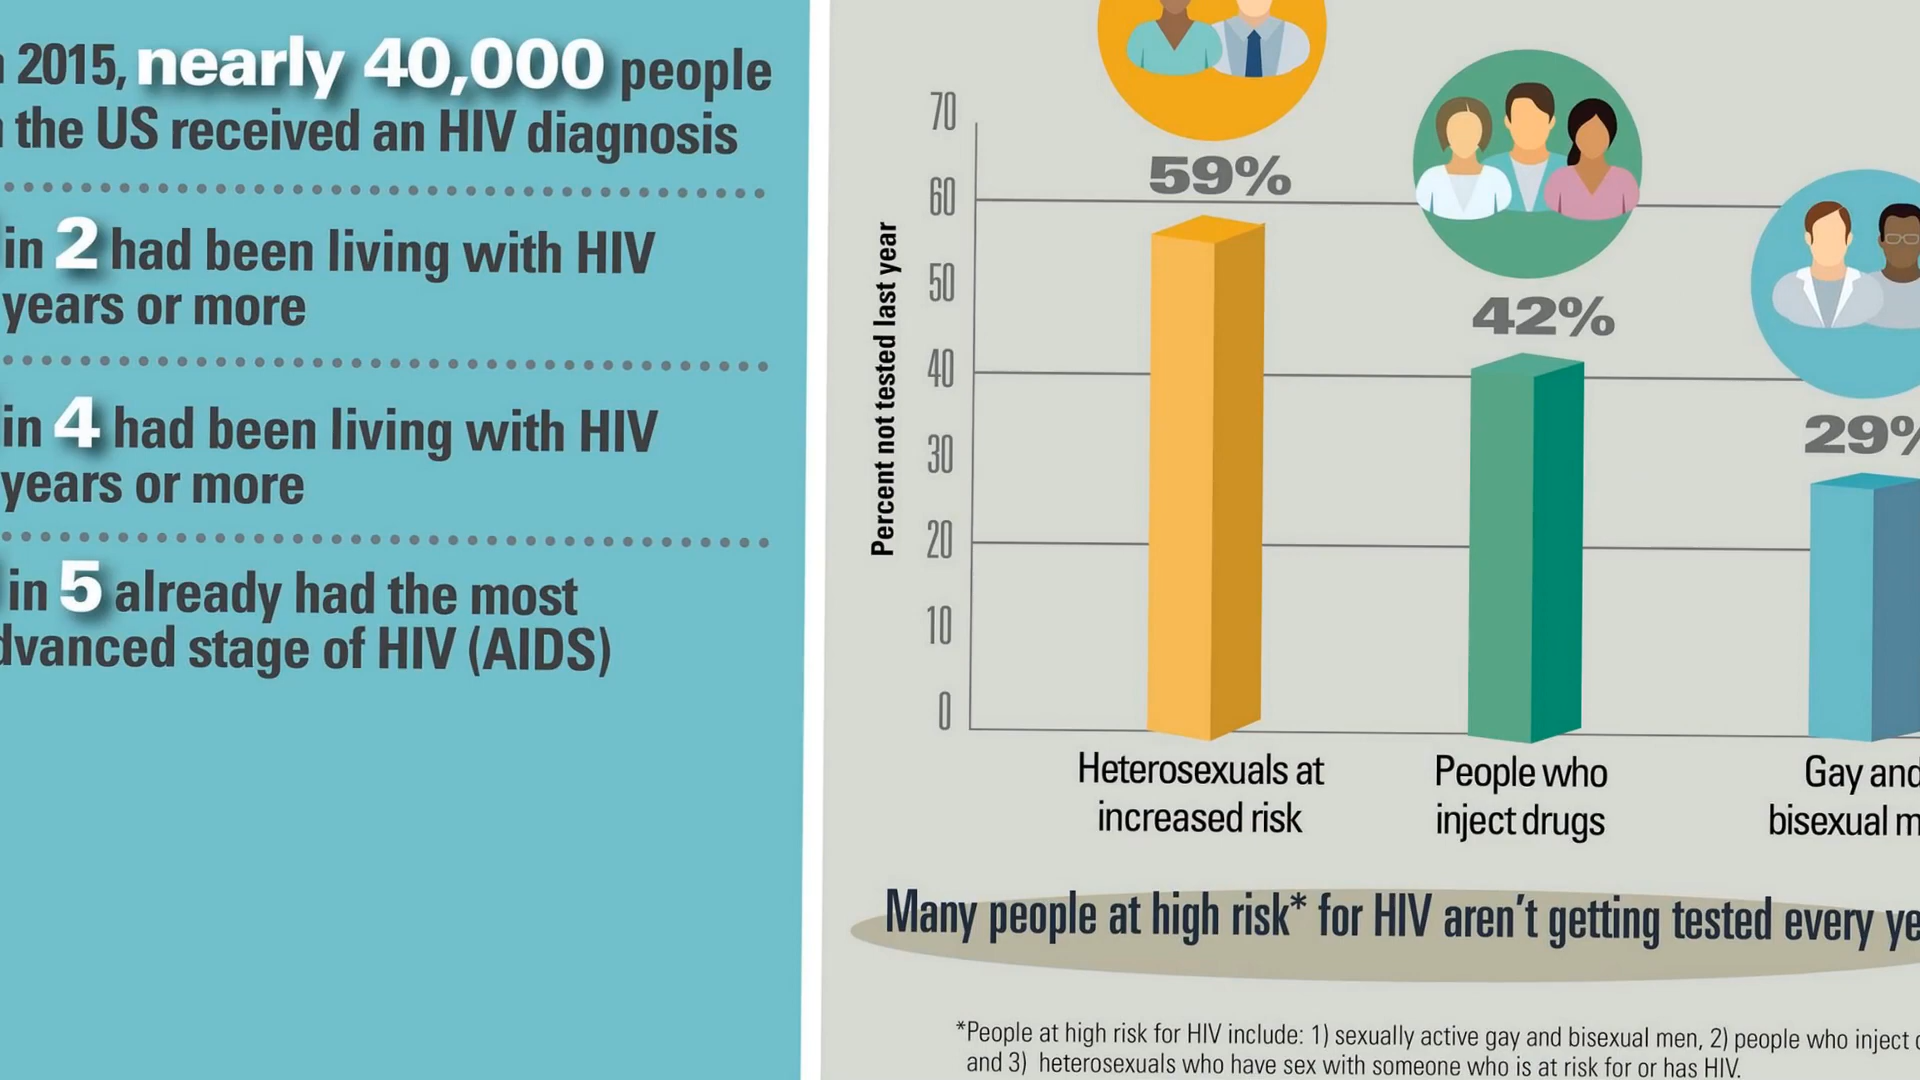 2015, nearly 40,000 people
the US received an HIV diagnosis
in 2 had been living with HIV
years or more
in 4 had been living with HIV
years or more
in 5 already had the most
dvanced stage of HIV (AIDS)
Percent not tested last year
70
60
50
40
30
20
10
0
59%
42%
29%
Heterosexuals at
increased risk
People who
inject drugs
Gay and
bisexual m
Many people at high risk* for HIV aren't getting tested every ye
*People at high risk for HIV include: 1) sexually active gay and bisexual men, 2) people who inject
and 3) heterosexuals who have sex with someone who is at risk for or has HIV.